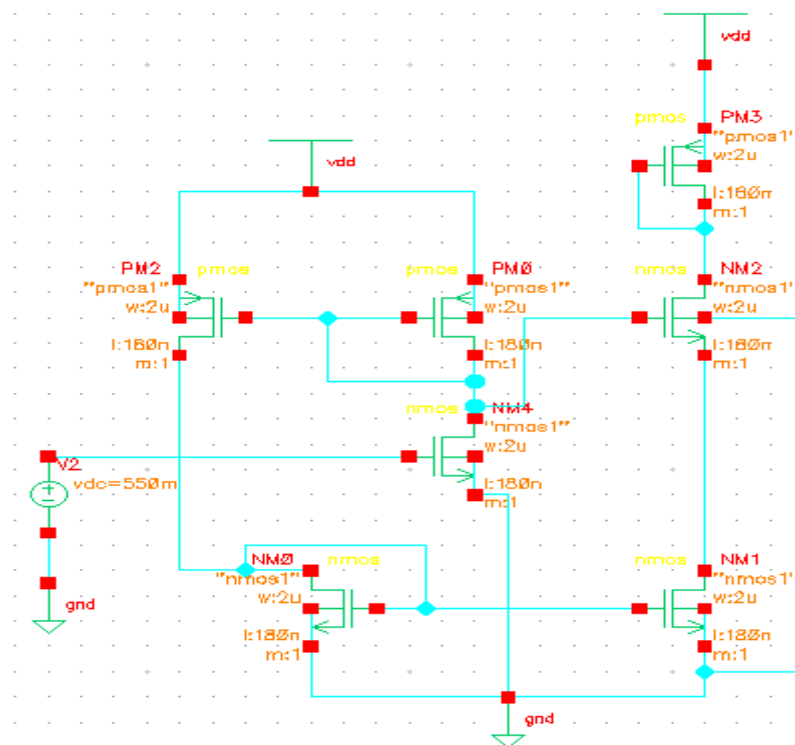 vdd
PM3
pmos
"pmos1"
w:2u
l:180n
m:1
vdd
PM2
pmos
"pmos1"
w:2u
l:180n
m:1
pmos
PM0
"pmos1"
w:2u
l:180n
m:1
nmos
NM2
"nmos1"
w:2u
l:180n
m:1
nmos
NM4
"nmos1"
w:2u
l:180n
m:1
V2
vdc=550m
gnd
NM0
nmos
"nmos1"
w:2u
l:180n
m:1
nmos
NM1
"nmos1"
w:2u
l:180n
m:1
gnd